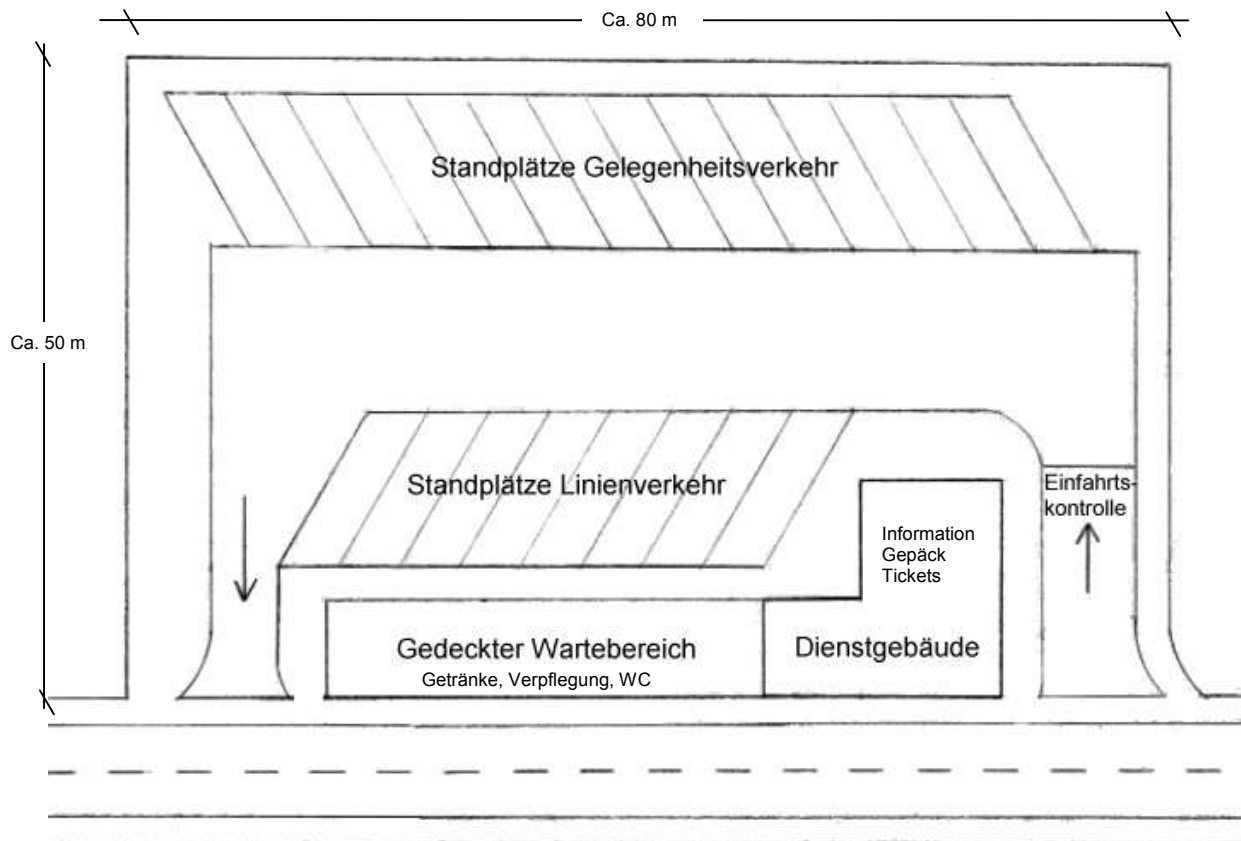 Ca. 80 m
Standplätze Gelegenheitsverkehr
Ca. 50 m
Standplätze Linienverkehr
Einfahrts-
kontrolle
Information
Gepäck
Tickets
Gedeckter Wartebereich
Getränke, Verpflegung, WC
Dienstgebäude